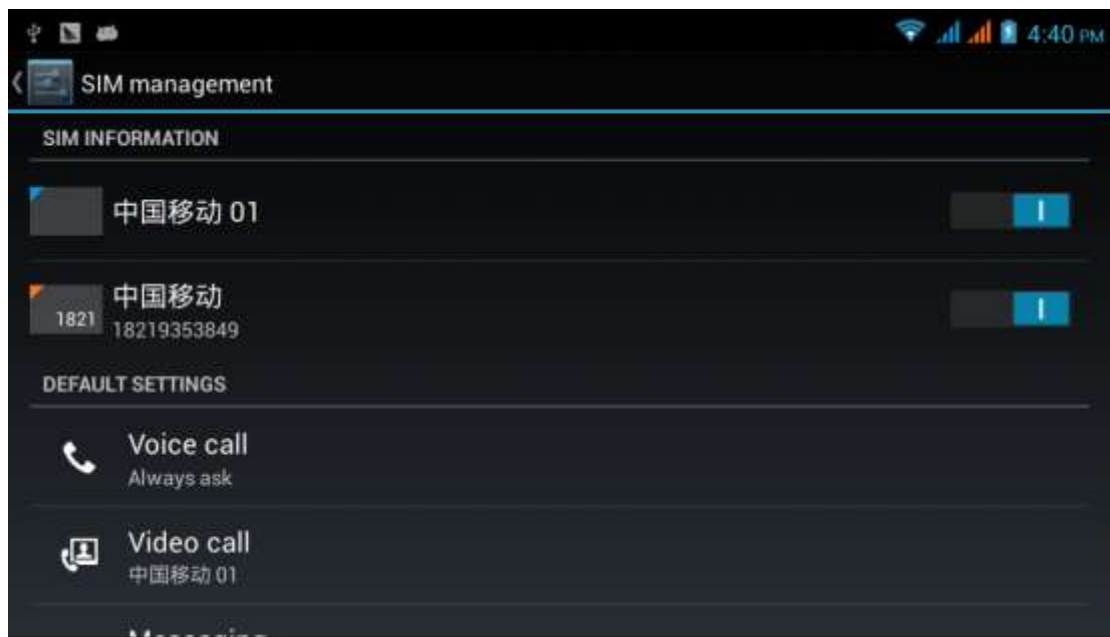 4:40 PM
SIM management
SIM INFORMATION
中国移动 01
中国移动
1821
18219353849
DEFAULT SETTINGS
Voice call
Always ask
Video call
中国移动 01